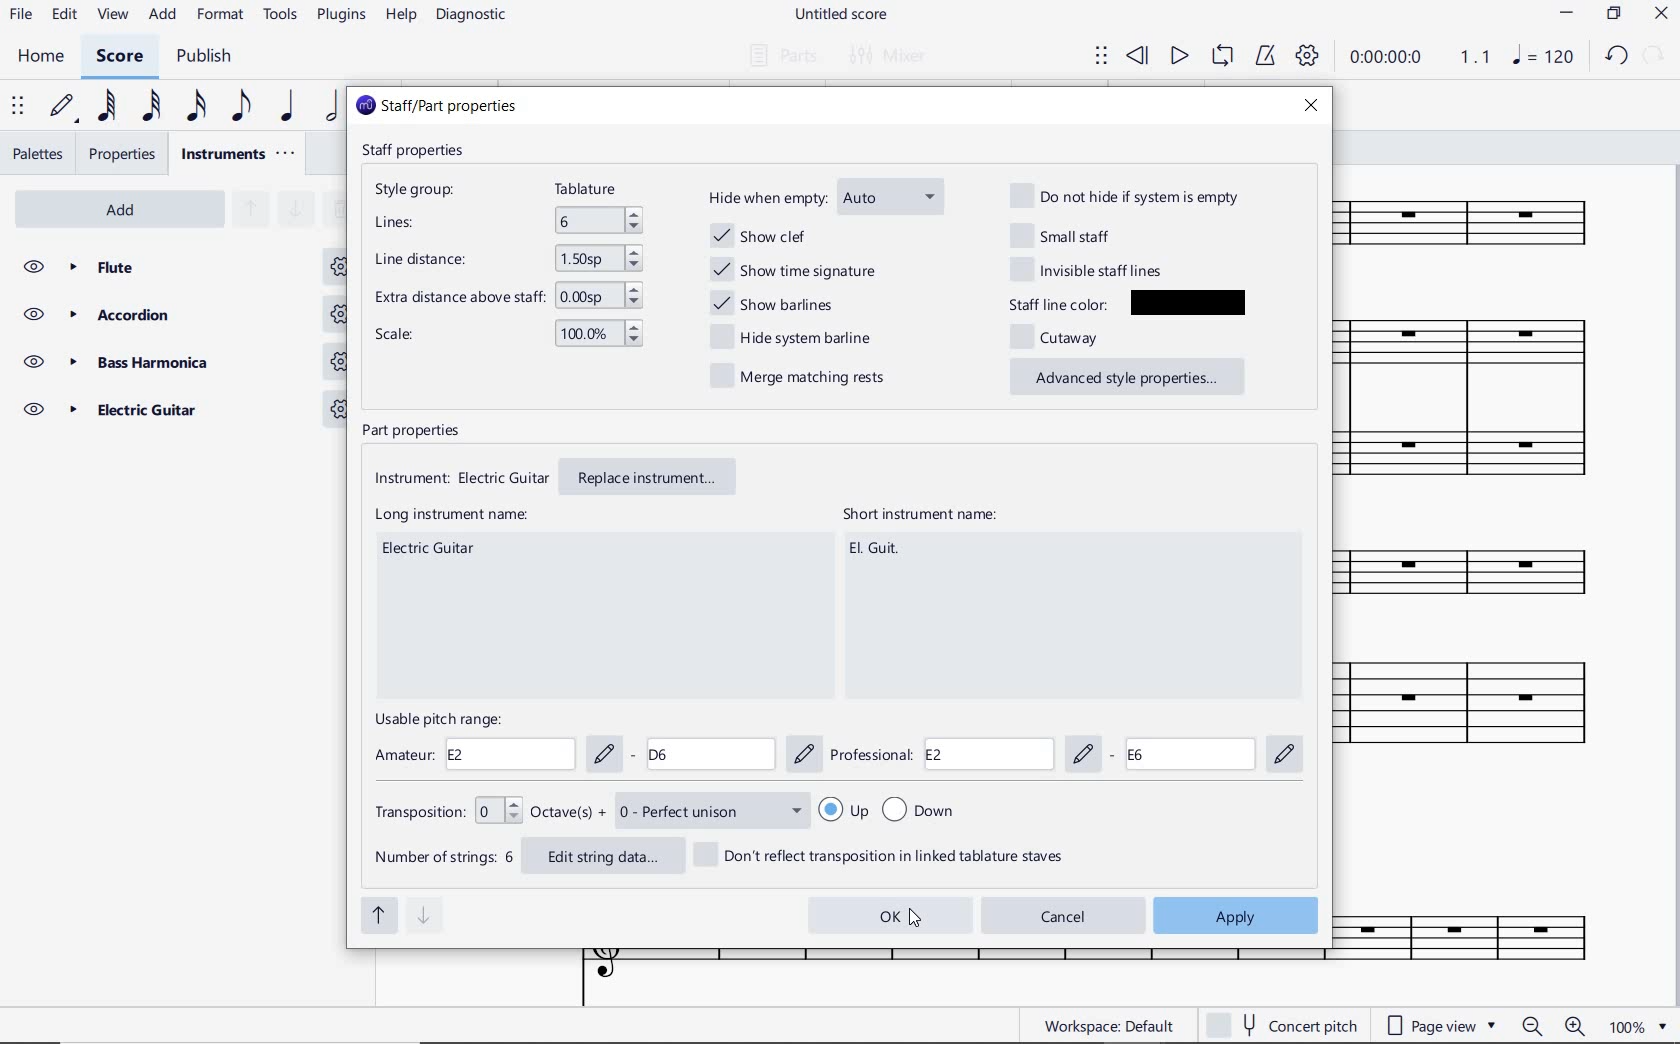 File Edit View Add Format Tools Plugins Help Diagnostic Untitled score
Home Score Publish Parts Mixer 0:00:00:0 1.1 = 120
Staff/Part properties
Palettes Properties Instruments ···
Add
Flute
Accordion
Bass Harmonica
Electric Guitar
Staff properties
Style group: Tablature
Lines: 6
Line distance: 1.50sp
Extra distance above staff: 0.00sp
Scale: 100.0%
Hide when empty: Auto
Show clef
Show time signature
Show barlines
Hide system barline
Merge matching rests
Do not hide if system is empty
Small staff
Invisible staff lines
Staff line color:
Cutaway
Advanced style properties...
Part properties
Instrument: Electric Guitar Replace instrument...
Long instrument name: Short instrument name:
Electric Guitar El. Guit.
Usable pitch range:
Amateur: E2 - D6 Professional: E2 - E6
Transposition: 0 Octave(s) + 0 - Perfect unison Up Down
Number of strings: 6 Edit string data... Don't reflect transposition in linked tablature staves
OK Cancel Apply
Workspace: Default Concert pitch Page view 100%